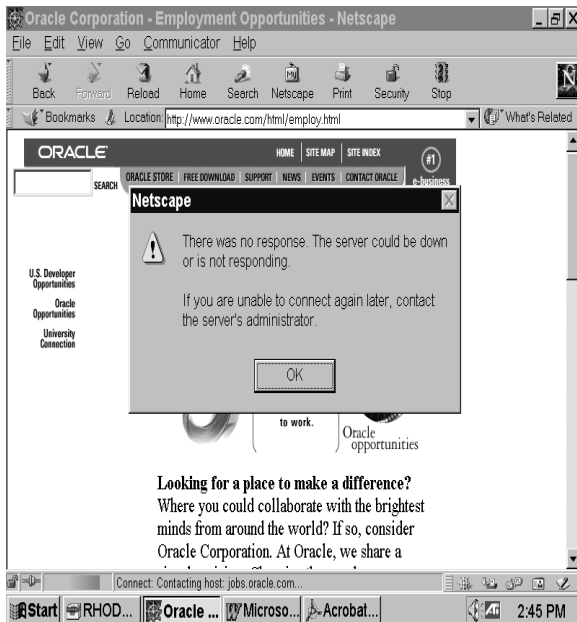 Oracle Corporation - Employment Opportunities - Netscape
File Edit View Go Communicator Help
Back Forward Reload Home Search Netscape Print Security Stop
N
Bookmarks Location: http://www.oracle.com/html/employ.html What's Related
ORACLE HOME SITE MAP SITE INDEX #1
SEARCH ORACLE STORE FREE DOWNLOAD SUPPORT NEWS EVENTS CONTACT ORACLE e-business
Netscape
There was no response. The server could be down
or is not responding.
If you are unable to connect again later, contact
the server's administrator.
OK
U.S. Developer
Opportunities
Oracle
Opportunities
University
Connection
to work.
Oracle
opportunities
Looking for a place to make a difference?
Where you could collaborate with the brightest
minds from around the world? If so, consider
Oracle Corporation. At Oracle, we share a
Connect: Contacting host: jobs.oracle.com...
Start RHOD... Oracle ... Microso... Acrobat... 2:45 PM